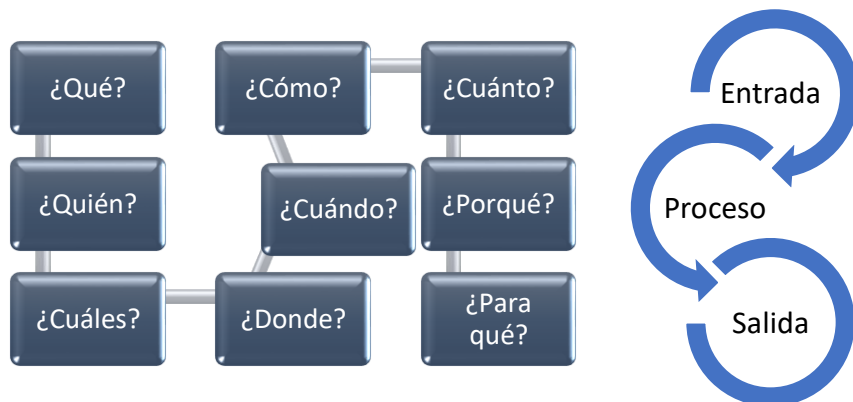 ¿Qué?
¿Quién?
¿Cuáles?
¿Donde?
¿Cuándo?
¿Cómo?
¿Cuánto?
¿Porqué?
¿Para
qué?
Entrada
Proceso
Salida